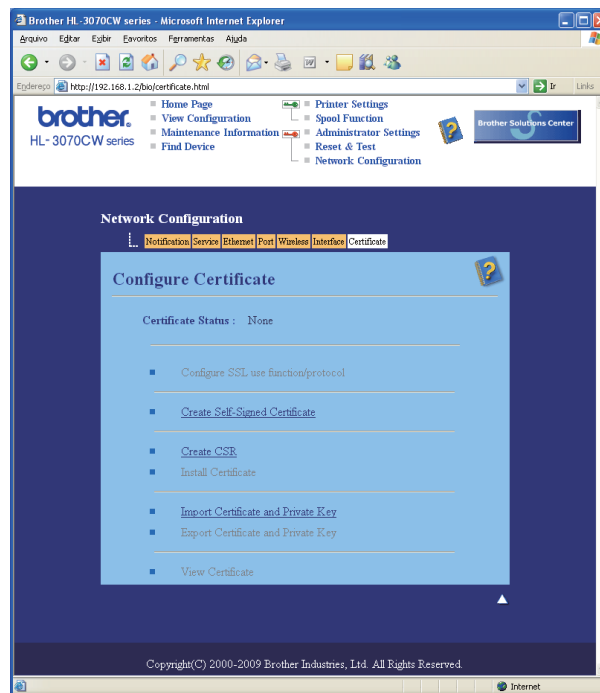 Brother HL-3070CW series - Microsoft Internet Explorer
Arquivo Editar Exibir Favoritos Ferramentas Ajuda
Endereço http://192.168.1.2/bio/certificate.html Ir Links
brother.
HL- 3070CW series
Home Page
View Configuration
Maintenance Information
Find Device
Printer Settings
Spool Function
Administrator Settings
Reset & Test
Network Configuration
Brother Solutions Center
Network Configuration
Notification Service Ethernet Port Wireless Interface Certificate
Configure Certificate
Certificate Status : None
Configure SSL use function/protocol
Create Self-Signed Certificate
Create CSR
Install Certificate
Import Certificate and Private Key
Export Certificate and Private Key
View Certificate
Copyright(C) 2000-2009 Brother Industries, Ltd. All Rights Reserved.
Internet